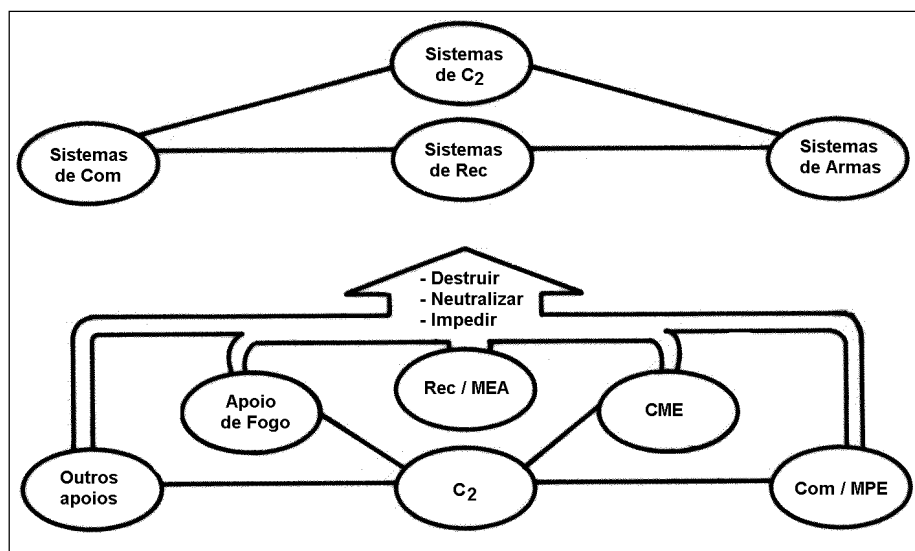 Sistemas
de C2
Sistemas
de Com
Sistemas
de Rec
Sistemas
de Armas
- Destruir
- Neutralizar
- Impedir
Rec / MEA
Apoio
de Fogo
CME
Outros
apoios
C2
Com / MPE